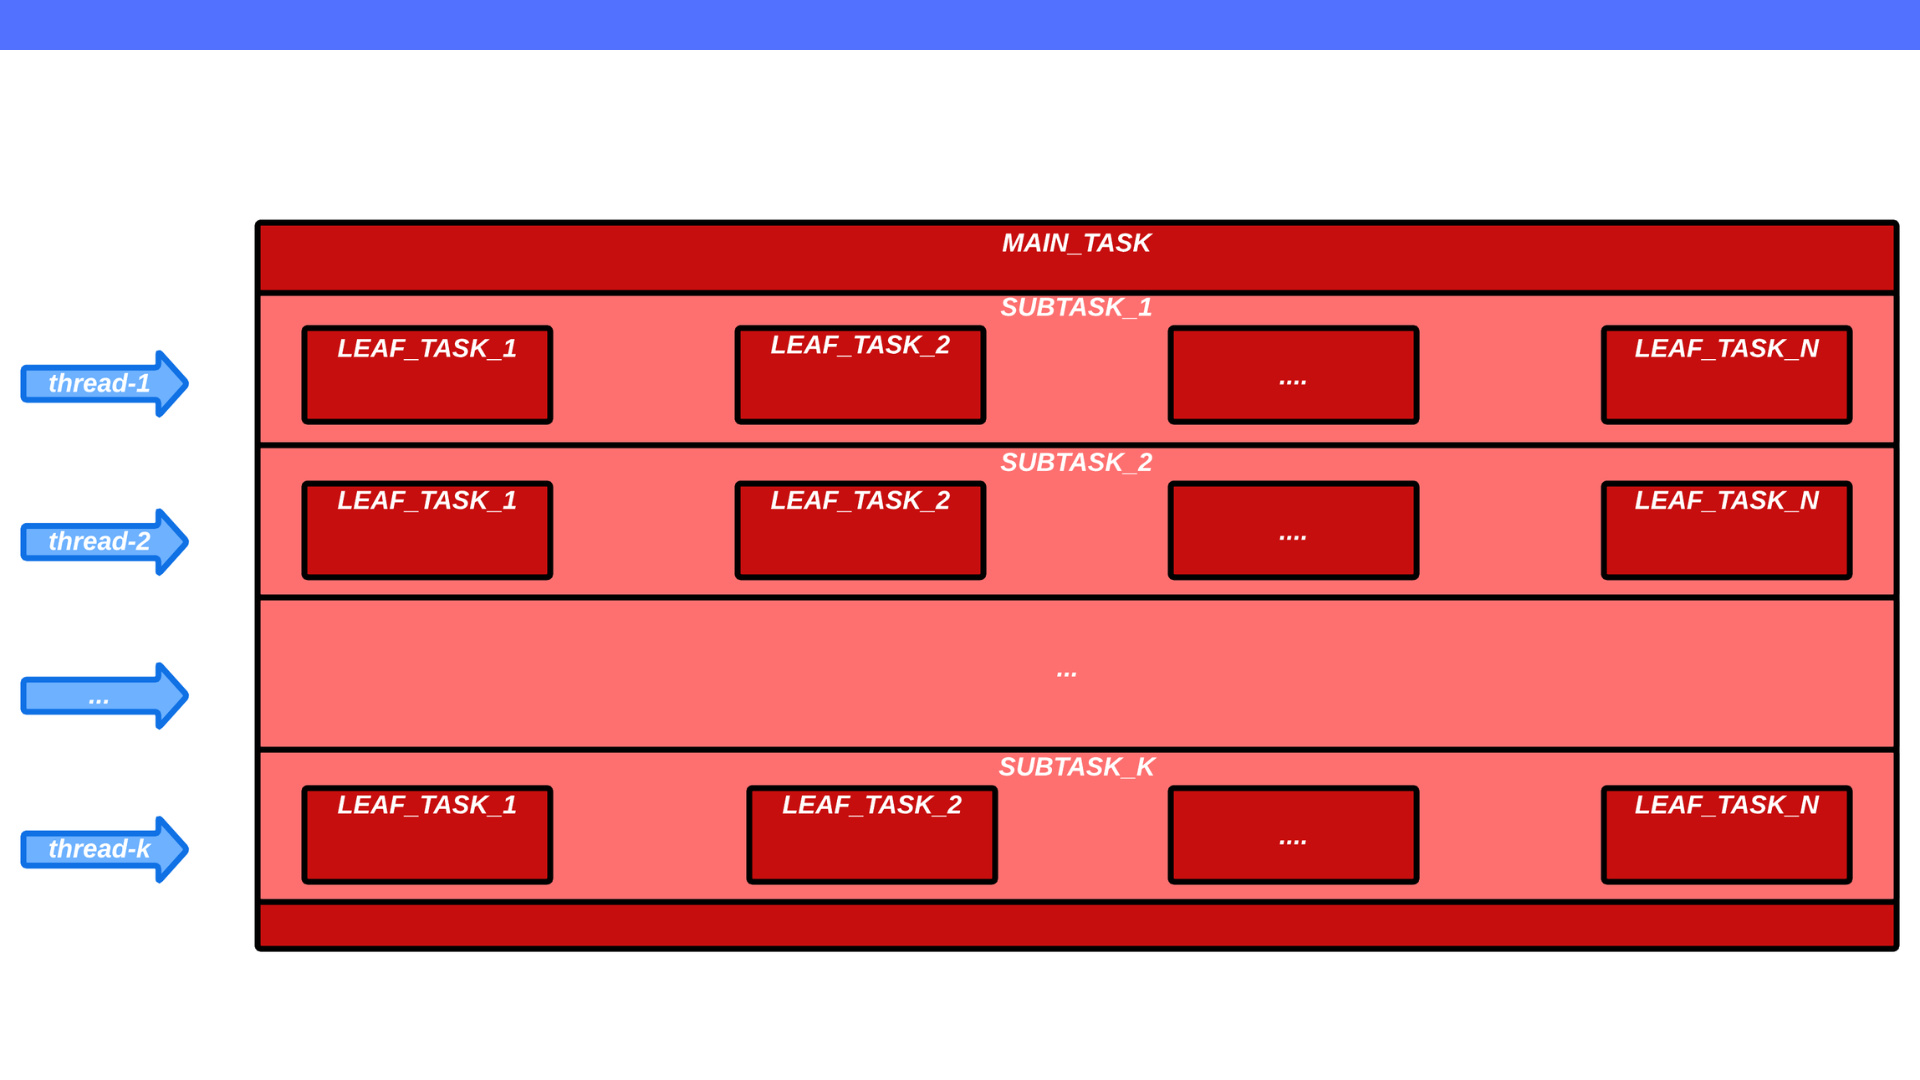 MAIN_TASK
SUBTASK_1
thread-1
LEAF_TASK_1
LEAF_TASK_2
....
LEAF_TASK_N
SUBTASK_2
thread-2
LEAF_TASK_1
LEAF_TASK_2
....
LEAF_TASK_N
...
...
SUBTASK_K
thread-k
LEAF_TASK_1
LEAF_TASK_2
....
LEAF_TASK_N